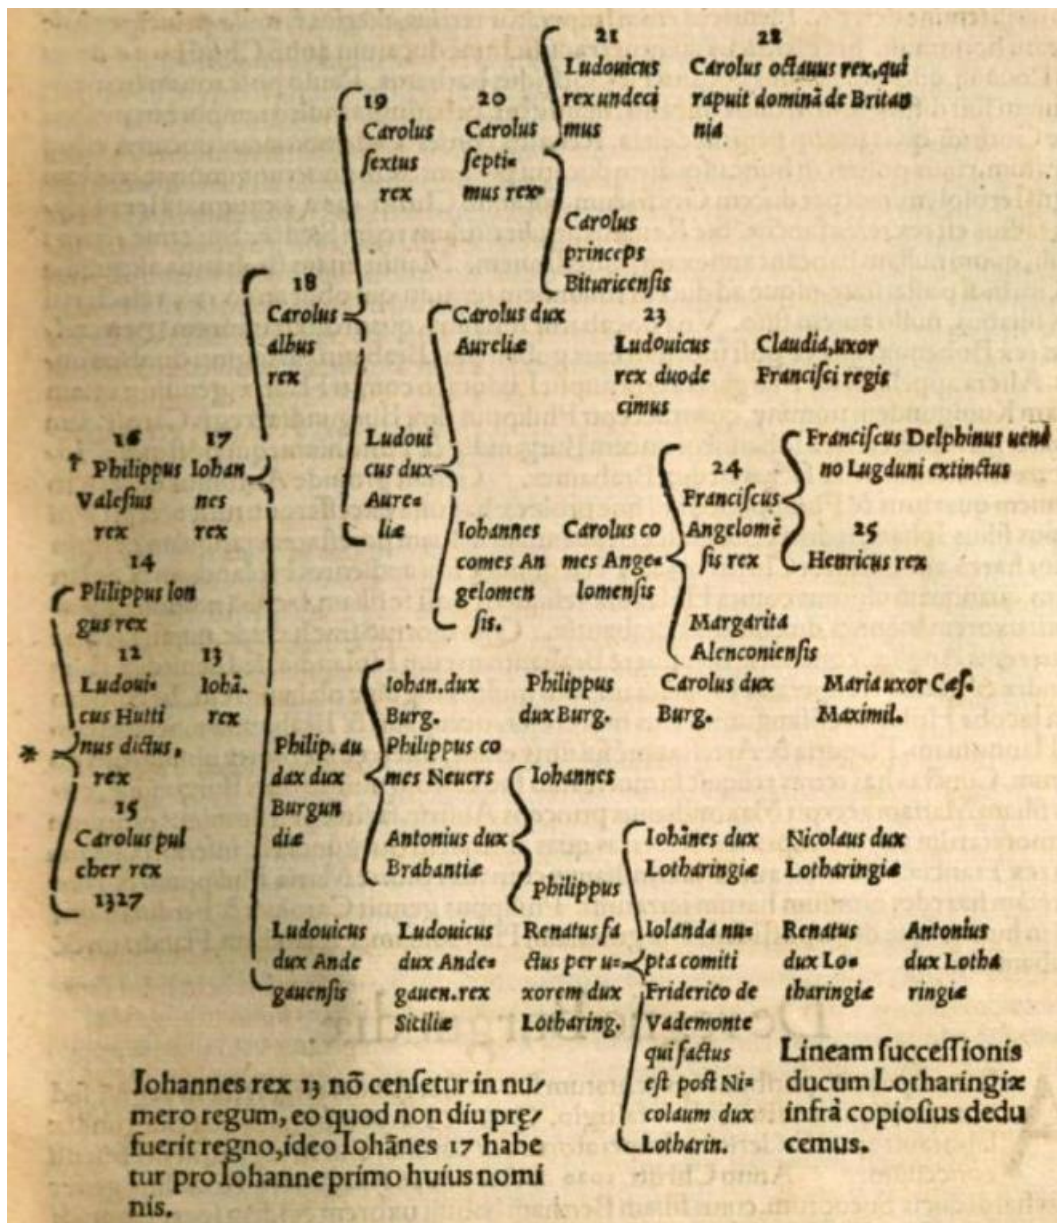 21
Ludouicus
rex undeci
mus
28
Carolus octauus rex, qui
rapuit dominã de Britan
nia
19
Carolus
sextus
rex
20
Carolus
septi=
mus rex.
Carolus
princeps
Bituricensis
18
Carolus
albus
rex
Carolus dux
Aureliæ
23
Ludouicus
rex duode
cimus
Claudia, uxor
Francisci regis
Ludoui
cus dux
Aure=
liæ
Iohannes
comes An
gelomen
sis.
Carolus co
mes Ange=
lomensis
24
Franciscus
Angelomẽ
sis rex
Franciscus Delphinus uené
no Lugduni extinctus
25
Henricus rex
Margarita
Alenconiensis
16
† Philippus
Valesius
rex
17
Iohan
nes
rex
14
Plilippus lon
gus rex
12
Ludoui=
cus Hutti
nus dictus,
rex
13
Iohã.
rex
*
15
Carolus pul
cher rex
1327
Philip. au
dax dux
Burgun
diæ
Iohan. dux
Burg.
Philippus
dux Burg.
Carolus dux
Burg.
Maria uxor Cæs.
Maximil.
Philippus co
mes Neuers
Antonius dux
Brabantiæ
Iohannes
philippus
Ludouicus
dux Ande
gauensis
Ludouicus
dux Ande=
gauen. rex
Siciliæ
Renatus fa
ctus per u=
xorem dux
Lotharing.
Iohãnes dux
Lotharingiæ
Nicolaus dux
Lotharingiæ
Iolanda nu=
pta comiti
Friderico de
Vademonte
qui factus
est post Ni=
colaum dux
Lotharin.
Renatus
dux Lo=
tharingiæ
Antonius
dux Lotha
ringiæ
Iohannes rex 13 nõ censetur in nu/
mero regum, eo quod non diu prę/
fuerit regno, ideo Iohãnes 17 habe
tur pro Iohanne primo huius nomi
nis.
Lineam successionis
ducum Lotharingiæ
infrà copiosius dedu
cemus.